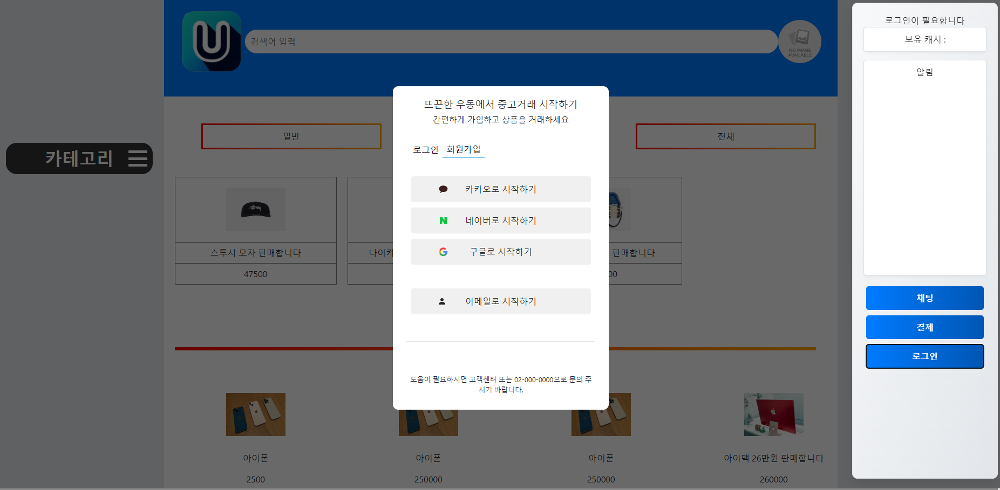 U
검색어 입력
NO IMAGE
AVAILABLE
로그인이 필요합니다
보유 캐시 :
알림
채팅
결제
로그인
카테고리
일반
전체
뜨끈한 우동에서 중고거래 시작하기
간편하게 가입하고 상품을 거래하세요
로그인 회원가입
카카오로 시작하기
네이버로 시작하기
구글로 시작하기
이메일로 시작하기
도움이 필요하시면 고객센터 또는 02-000-0000으로 문의 주
시기 바랍니다.
스투시 모자 판매합니다
47500
나이키
판매합니다
00
아이폰
2500
아이폰
250000
아이폰
250000
아이맥 26만원 판매합니다
260000